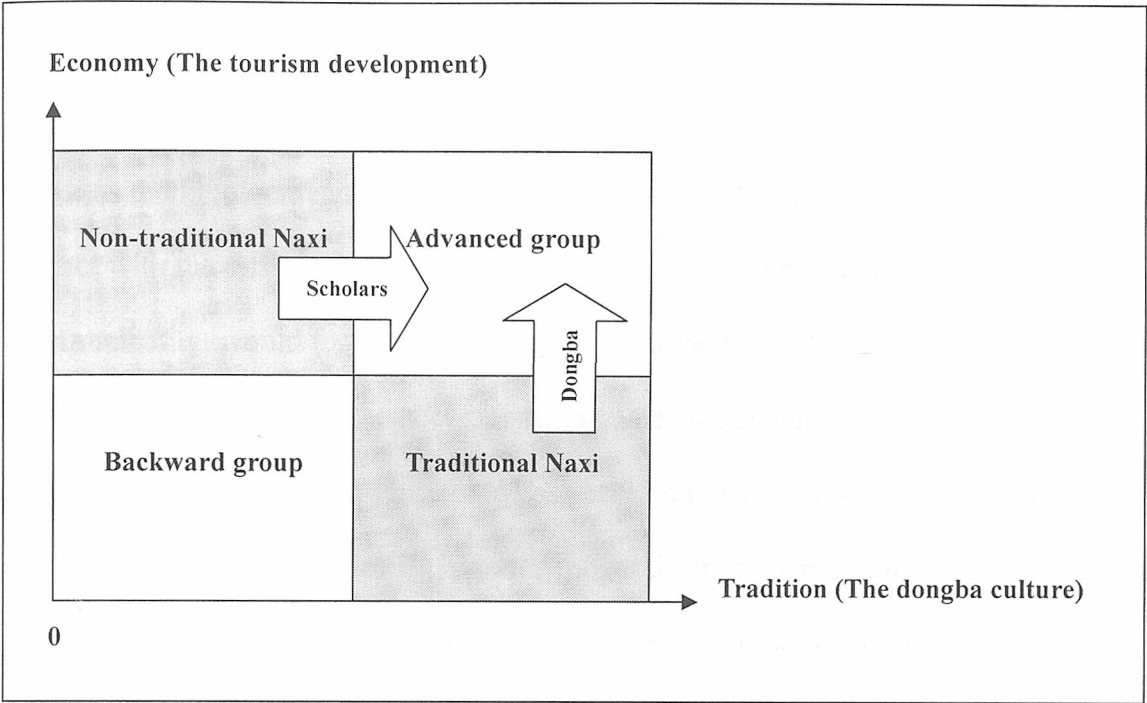 Economy (The tourism development)
Non-traditional Naxi
Advanced group
Scholars
Dongba
Backward group
Traditional Naxi
Tradition (The dongba culture)
0